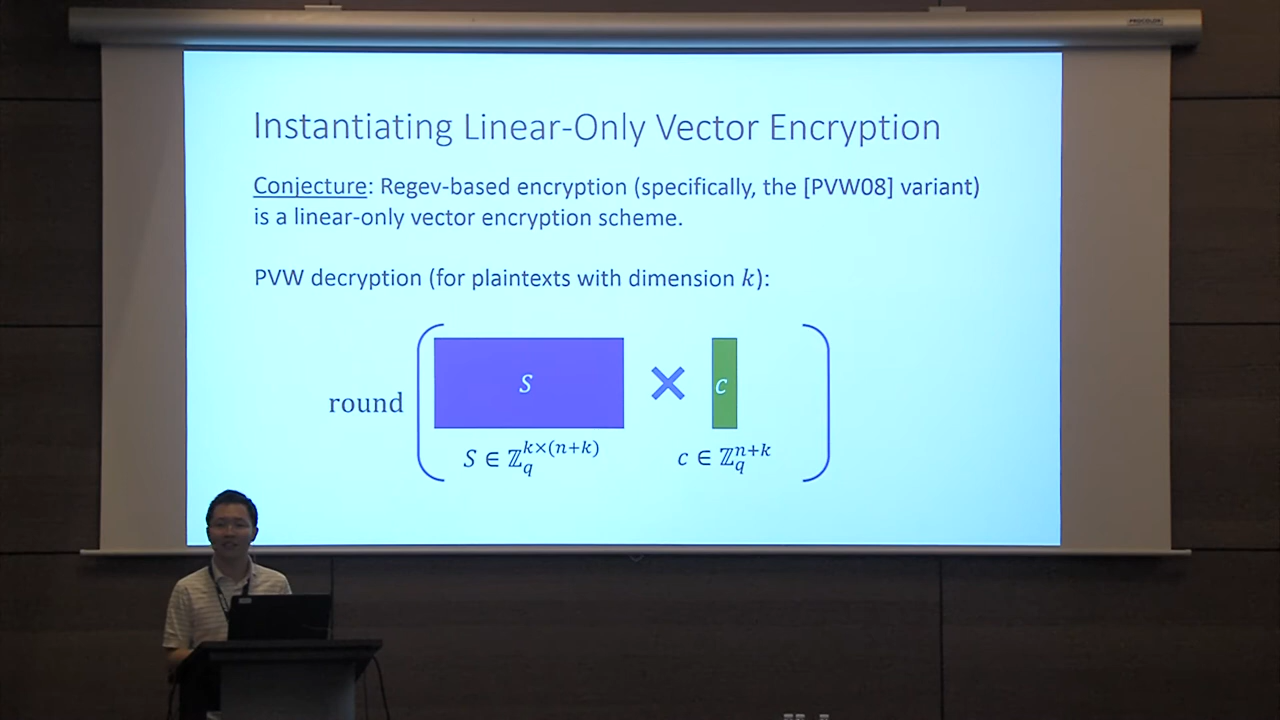 PROCOLOR
Instantiating Linear-Only Vector Encryption
Conjecture: Regev-based encryption (specifically, the [PVW08] variant)
is a linear-only vector encryption scheme.
PVW decryption (for plaintexts with dimension k):
round ( S × c )
S ∈ ℤ_q^{k×(n+k)} c ∈ ℤ_q^{n+k}